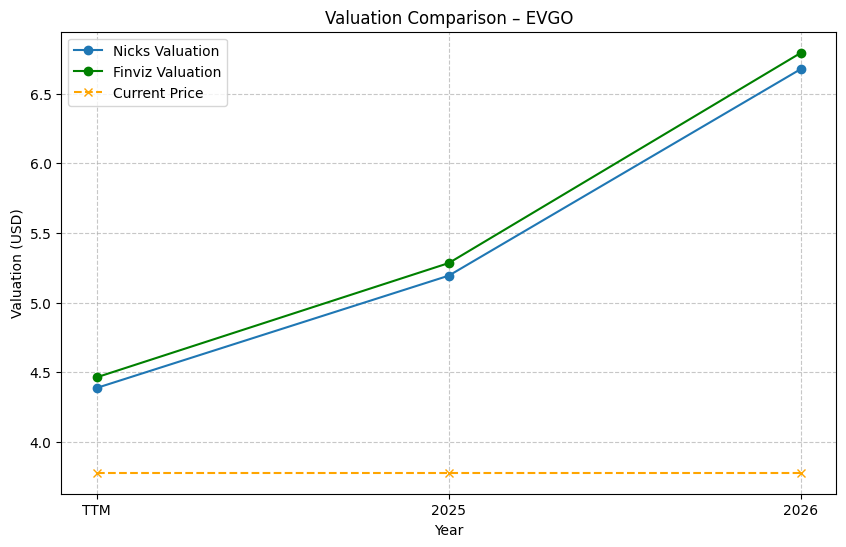 Valuation Comparison – EVGO
Nicks Valuation
Finviz Valuation
Current Price
Valuation (USD)
6.5
6.0
5.5
5.0
4.5
4.0
TTM
2025
2026
Year